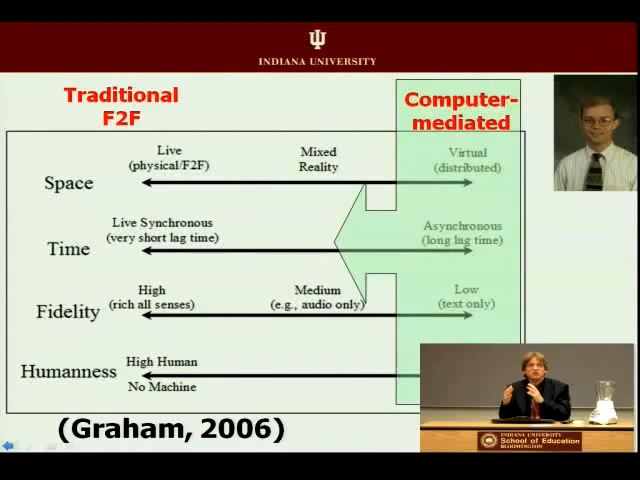 INDIANA UNIVERSITY
Traditional
F2F
Computer-
mediated
Live
(physical/F2F)
Mixed
Reality
Virtual
(distributed)
Space
Live Synchronous
(very short lag time)
Asynchronous
(long lag time)
Time
High
(rich all senses)
Medium
(e.g., audio only)
Low
(text only)
Fidelity
High Human
No Machine
Humanness
(Graham, 2006)
INDIANA UNIVERSITY
School of Education
BLOOMINGTON